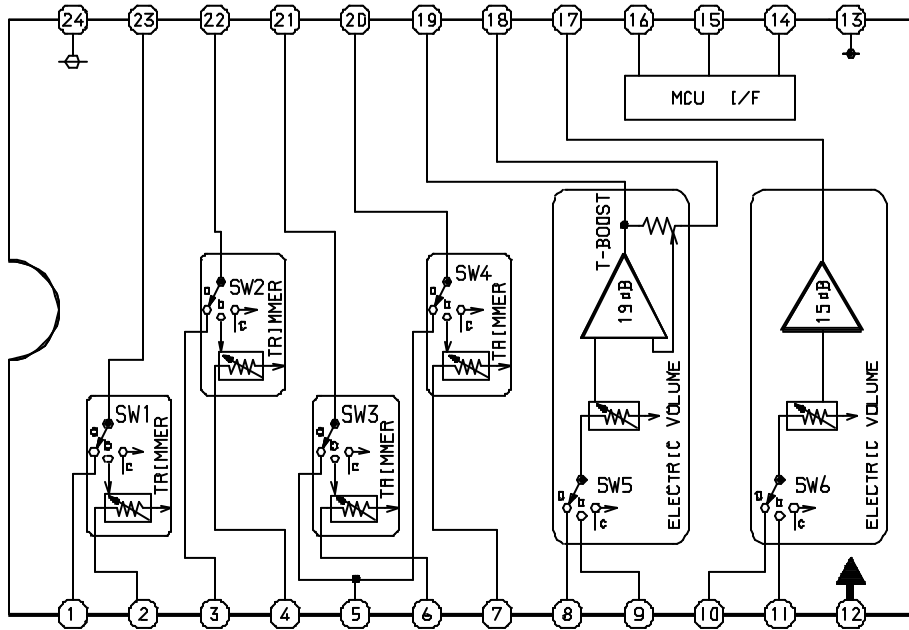 24 23 22 21 20 19 18 17 16 15 14 13
MCU I/F
T-BOOST
19dB
15dB
SW2
TRIMMER
a b c
SW4
TRIMMER
a b c
SW1
TRIMMER
a b c
SW3
TRIMMER
a b c
SW5
ELECTRIC VOLUME
a b c
SW6
ELECTRIC VOLUME
a b c
1 2 3 4 5 6 7 8 9 10 11 12